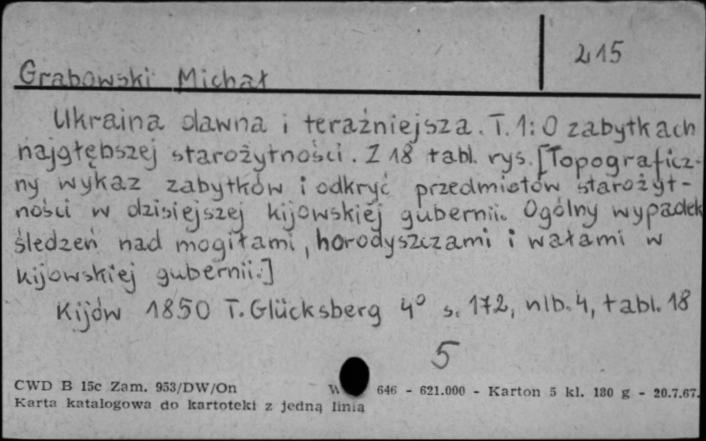 215
Grabowski Michał
Ukraina dawna i teraźniejsza. T. 1: O zabytkach
najgłębszej starożytności. Z 18 tabl. rys. [Topograficz-
ny wykaz zabytków i odkryć przedmiotów starożyt-
ności w dzisiejszej kijowskiej gubernii. Ogólny wypadek
śledzeń nad mogiłami, horodyszczami i wałami w
kijowskiej gubernii.]
Kijów 1850 T. Glücksberg 4° s. 172, nlb. 4, tabl. 18
5
CWD B 15c Zam. 953/DW/On 646 - 621.000 - Karton 5 kl. 180 g - 20.7.67.
Karta katalogowa do kartoteki z jedną linią